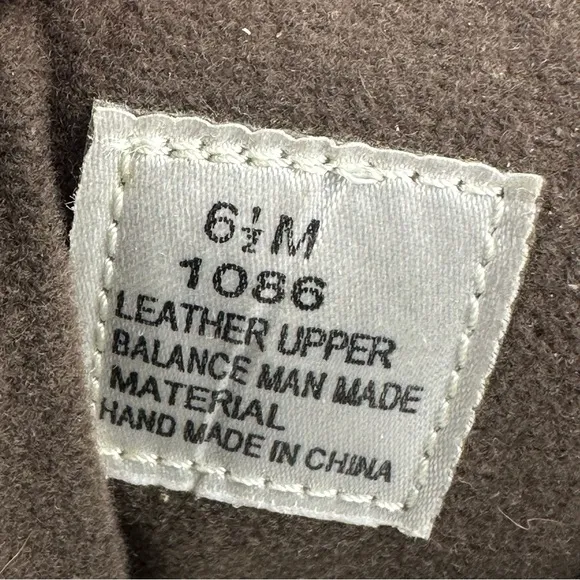 6½M
1086
LEATHER UPPER
BALANCE MAN MADE
MATERIAL
HAND MADE IN CHINA